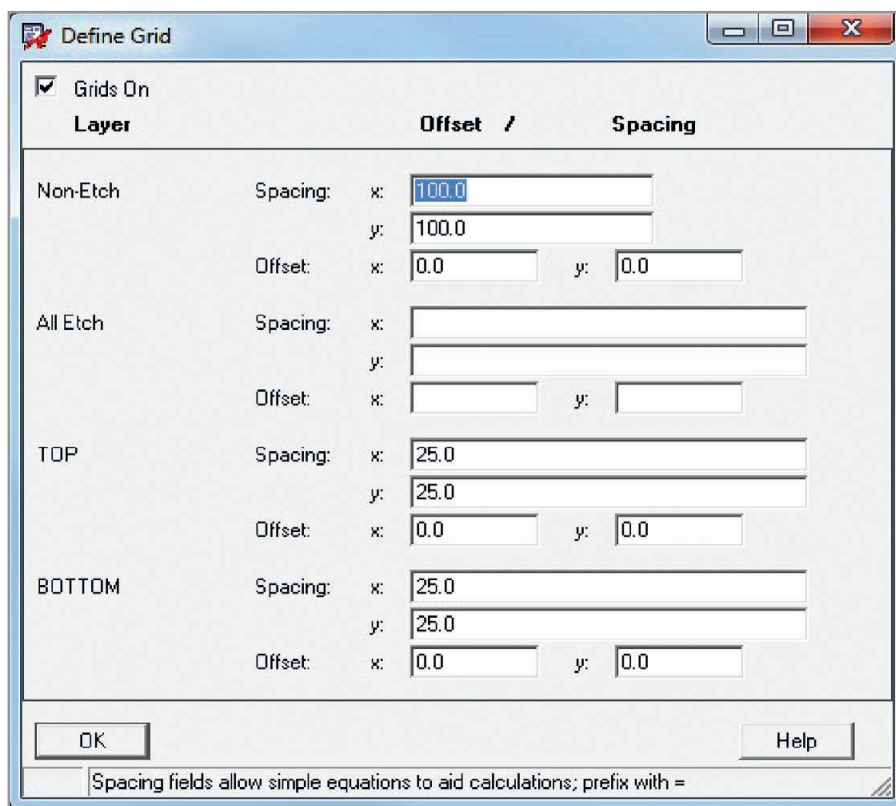 Define Grid
Grids On
Layer Offset / Spacing
Non-Etch Spacing: x: 100.0
y: 100.0
Offset: x: 0.0 y: 0.0
All Etch Spacing: x:
y:
Offset: x: y:
TOP Spacing: x: 25.0
y: 25.0
Offset: x: 0.0 y: 0.0
BOTTOM Spacing: x: 25.0
y: 25.0
Offset: x: 0.0 y: 0.0
OK Help
Spacing fields allow simple equations to aid calculations; prefix with =